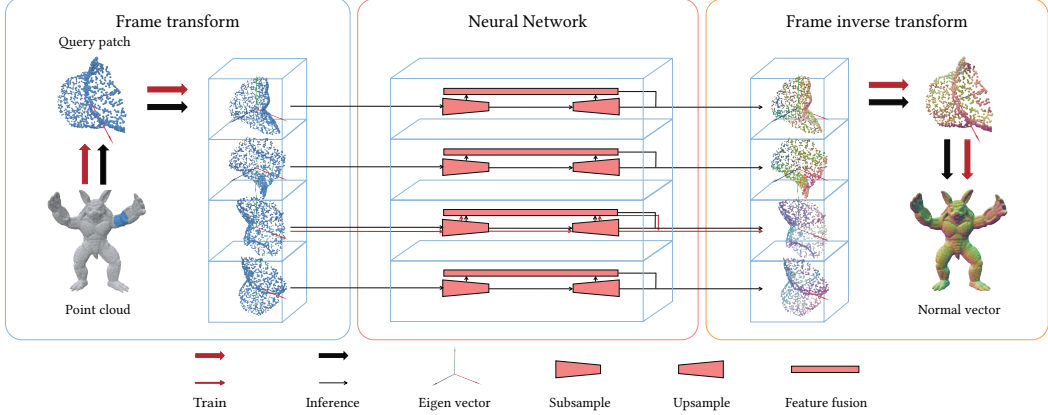 Frame transform
Neural Network
Frame inverse transform
Query patch
Point cloud
Normal vector
Train
Inference
Eigen vector
Subsample
Upsample
Feature fusion